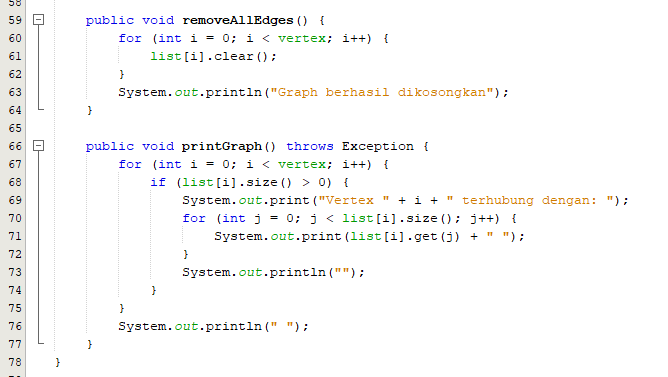 58
59 public void removeAllEdges() {
60 for (int i = 0; i < vertex; i++) {
61 list[i].clear();
62 }
63 System.out.println("Graph berhasil dikosongkan");
64 }
65
66 public void printGraph() throws Exception {
67 for (int i = 0; i < vertex; i++) {
68 if (list[i].size() > 0) {
69 System.out.print("Vertex " + i + " terhubung dengan: ");
70 for (int j = 0; j < list[i].size(); j++) {
71 System.out.print(list[i].get(j) + " ");
72 }
73 System.out.println("");
74 }
75 }
76 System.out.println(" ");
77 }
78 }